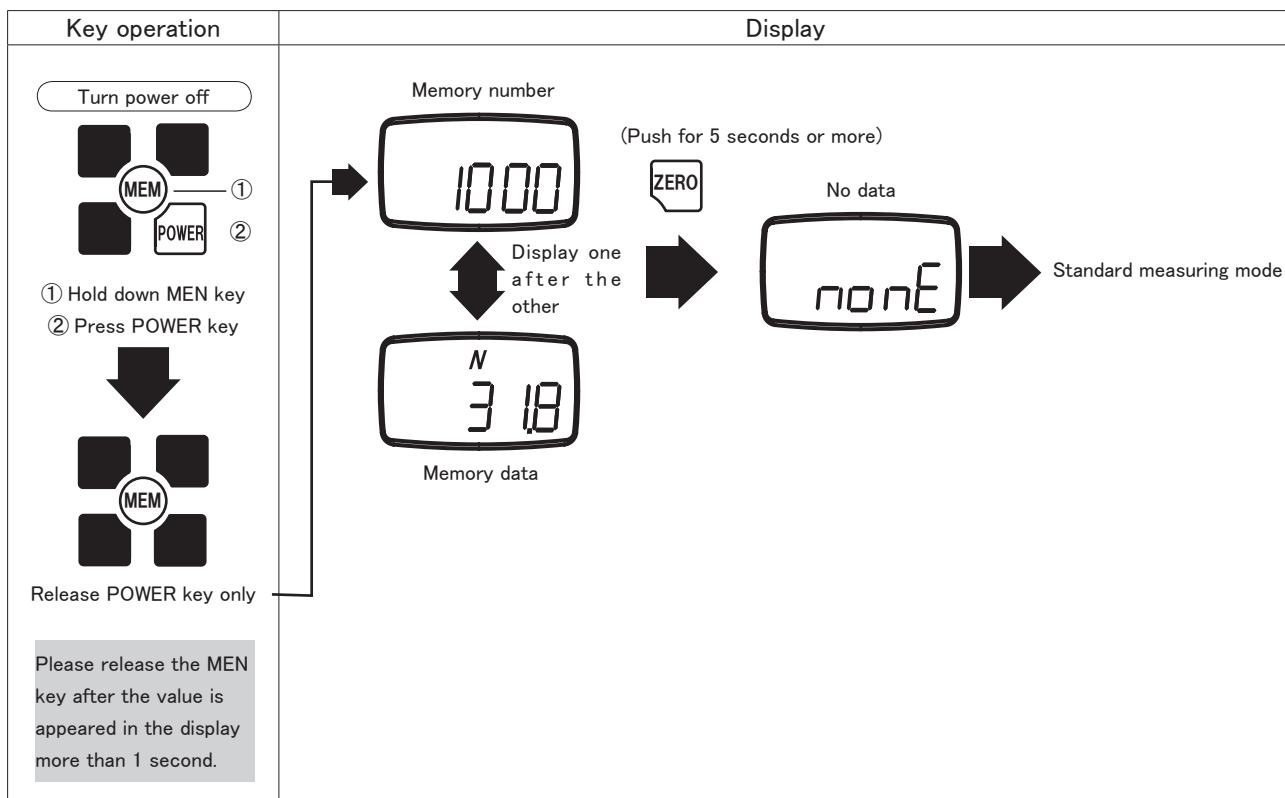 Key operation
Display
Turn power off
MEM
①
POWER
②
① Hold down MEN key
② Press POWER key
MEM
Release POWER key only
Please release the MEN
key after the value is
appeared in the display
more than 1 second.
Memory number
1000
Display one
after the
other
N
31.8
Memory data
(Push for 5 seconds or more)
ZERO
No data
nonE
Standard measuring mode